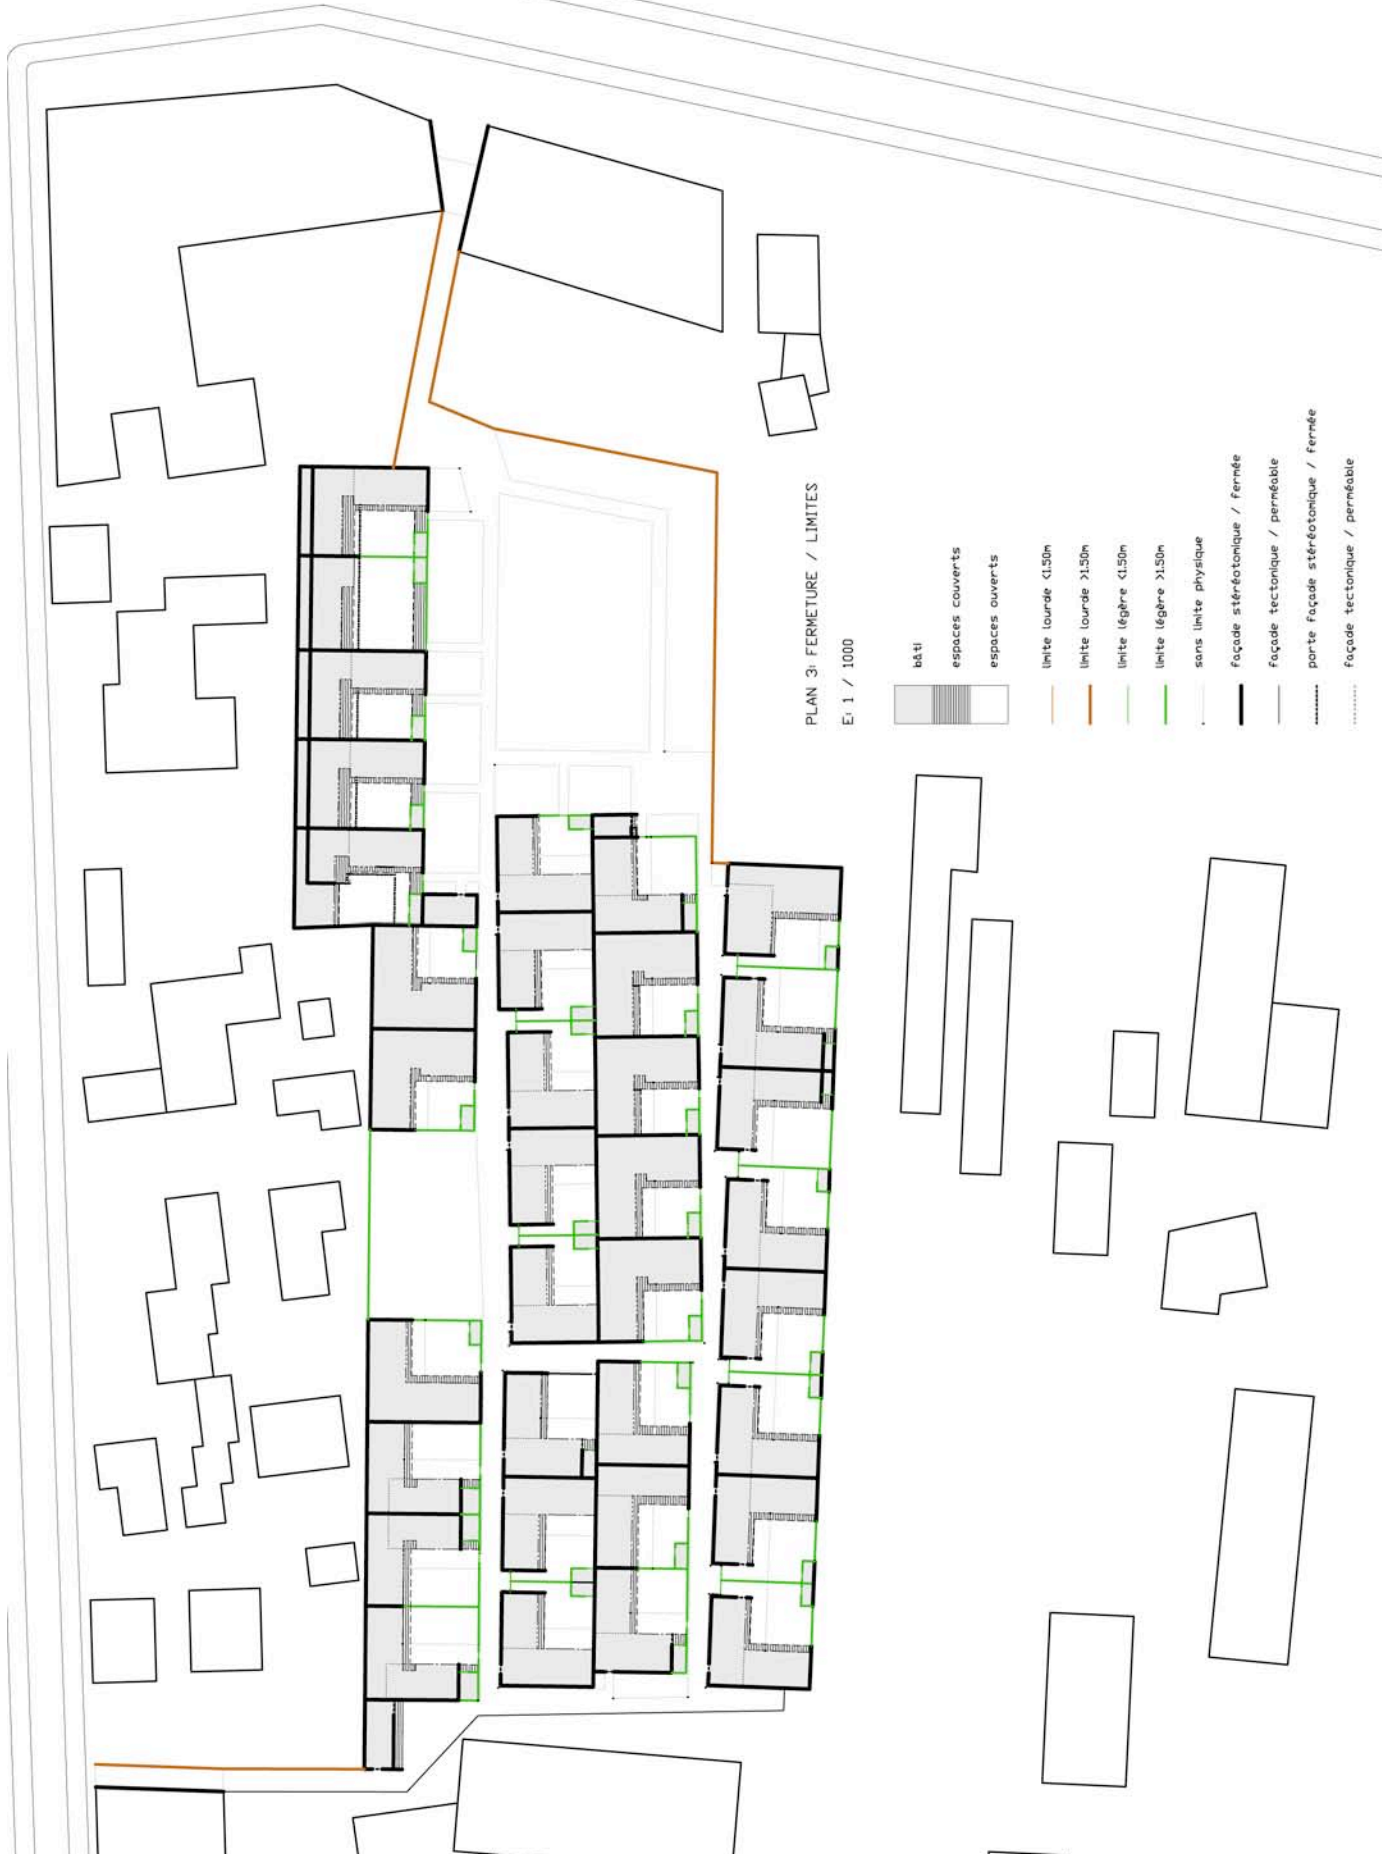 PLAN 3: FERMETURE / LIMITES
E: 1 / 1000
bâti
espaces couverts
espaces ouverts
limite lourde <1.50m
limite lourde >1.50m
limite légère <1.50m
limite légère >1.50m
sans limite physique
façade stéréotomique / fermée
façade tectonique / perméable
porte façade stéréotomique / fermée
façade tectonique / perméable